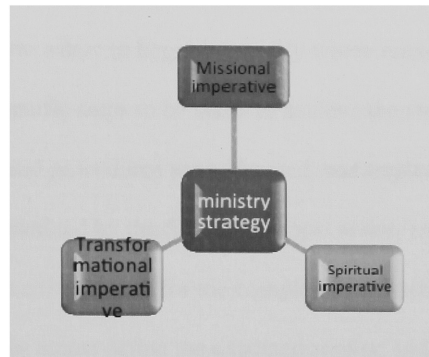 Missional
imperative
ministry
strategy
Transfor
mational
imperati
ve
Spiritual
imperative